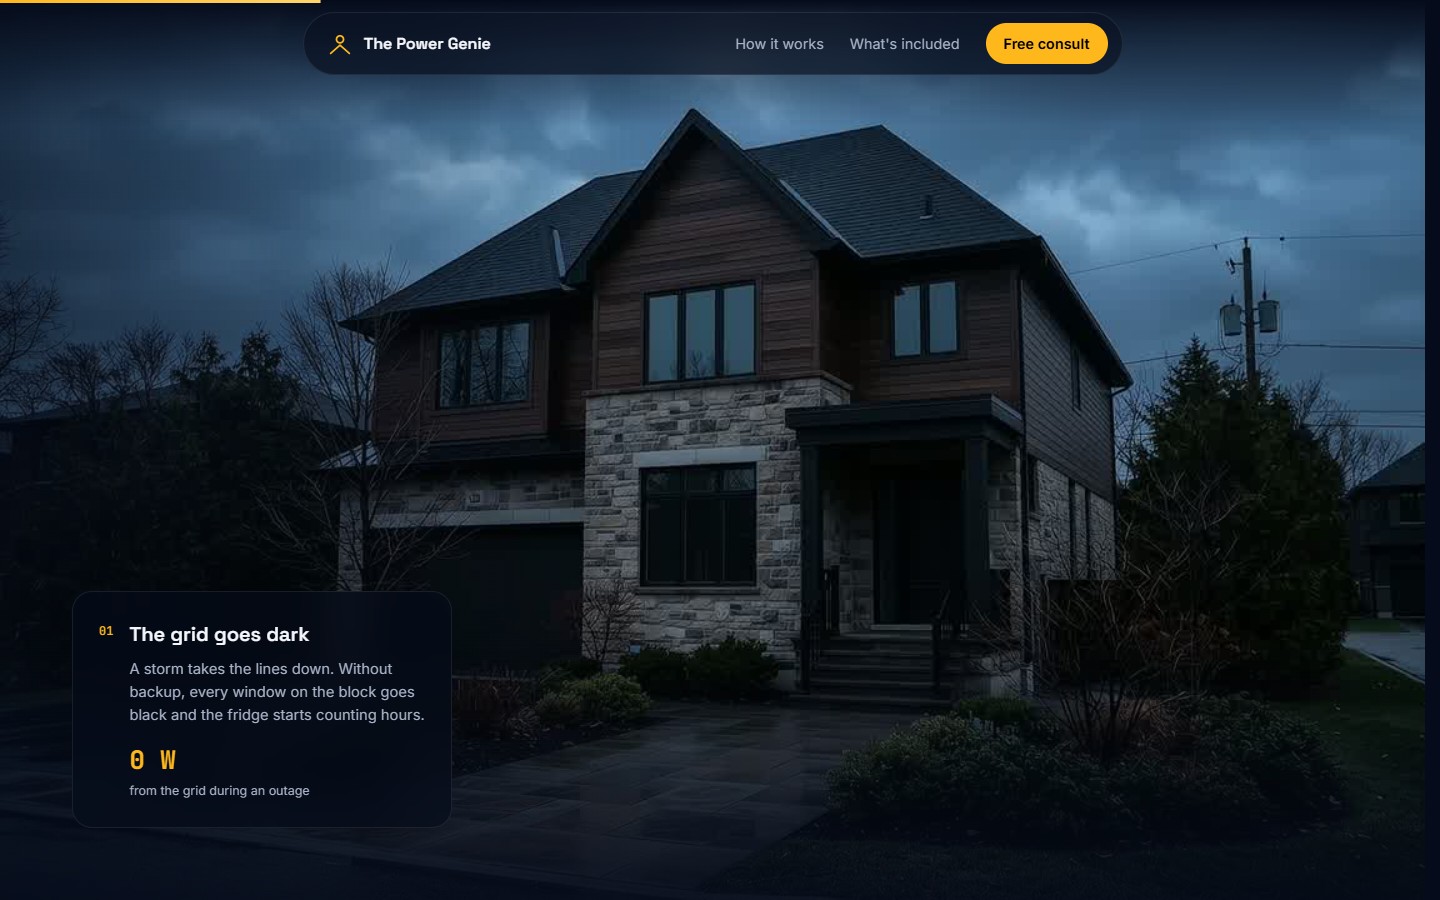 The Power Genie
How it works
What's included
Free consult
01
The grid goes dark
A storm takes the lines down. Without
backup, every window on the block goes
black and the fridge starts counting hours.
0 W
from the grid during an outage